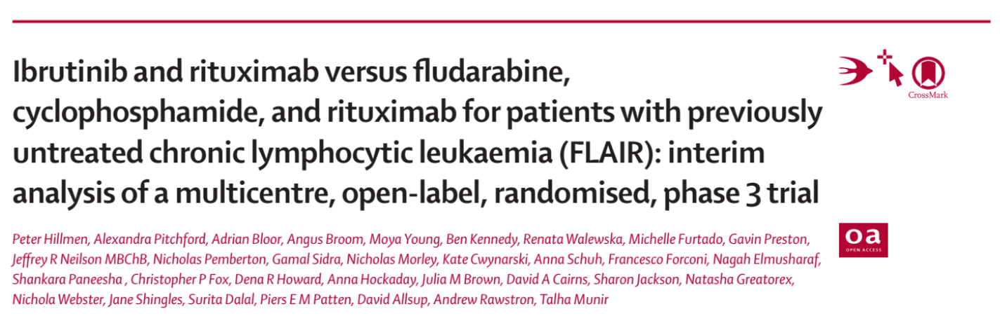 Ibrutinib and rituximab versus fludarabine,
cyclophosphamide, and rituximab for patients with previously
untreated chronic lymphocytic leukaemia (FLAIR): interim
analysis of a multicentre, open-label, randomised, phase 3 trial
CrossMark
Peter Hillmen, Alexandra Pitchford, Adrian Bloor, Angus Broom, Moya Young, Ben Kennedy, Renata Walewska, Michelle Furtado, Gavin Preston,
Jeffrey R Neilson MBChB, Nicholas Pemberton, Gamal Sidra, Nicholas Morley, Kate Cwynarski, Anna Schuh, Francesco Forconi, Nagah Elmusharaf,
Shankara Paneesha , Christopher P Fox, Dena R Howard, Anna Hockaday, Julia M Brown, David A Cairns, Sharon Jackson, Natasha Greatorex,
Nichola Webster, Jane Shingles, Surita Dalal, Piers E M Patten, David Allsup, Andrew Rawstron, Talha Munir
oa
OPEN ACCESS